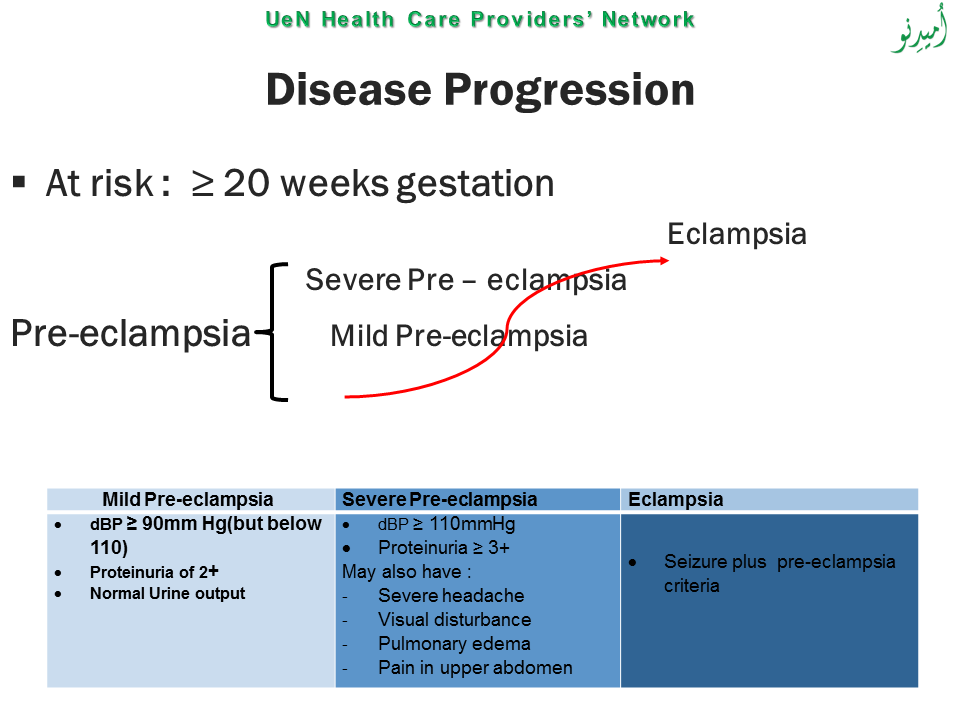 UeN Health Care Providers’ Network
اُمیدِنو
Disease Progression
▪ At risk : ≥ 20 weeks gestation
Eclampsia
Severe Pre – eclampsia
Pre-eclampsia
Mild Pre-eclampsia
Mild Pre-eclampsia
• dBP ≥ 90mm Hg(but below
110)
• Proteinuria of 2+
• Normal Urine output
Severe Pre-eclampsia
• dBP ≥ 110mmHg
• Proteinuria ≥ 3+
May also have :
- Severe headache
- Visual disturbance
- Pulmonary edema
- Pain in upper abdomen
Eclampsia
• Seizure plus pre-eclampsia
criteria